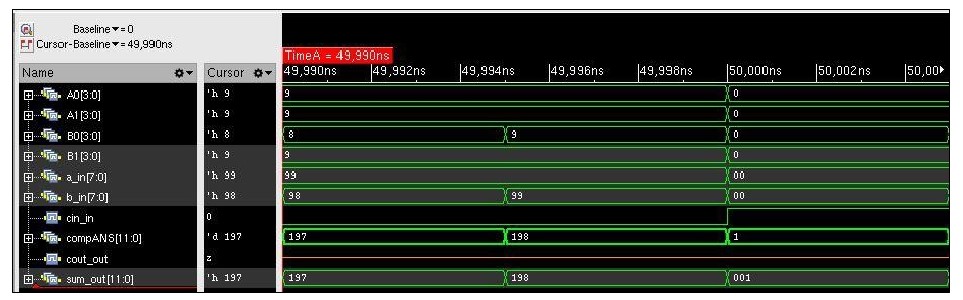 Baseline ▾= 0
Cursor-Baseline ▾= 49,990ns
TimeA = 49,990ns
Name Cursor 49,990ns 49,992ns 49,994ns 49,996ns 49,998ns 50,000ns 50,002ns 50,00
A0[3:0] 'h 9 9 0
A1[3:0] 'h 9 9 0
B0[3:0] 'h 8 8 9 0
B1[3:0] 'h 9 9 0
a_in[7:0] 'h 99 99 00
b_in[7:0] 'h 98 98 99 00
cin_in 0
compANS[11:0] 'd 197 197 198 1
cout_out z
sum_out[11:0] 'h 197 197 198 001